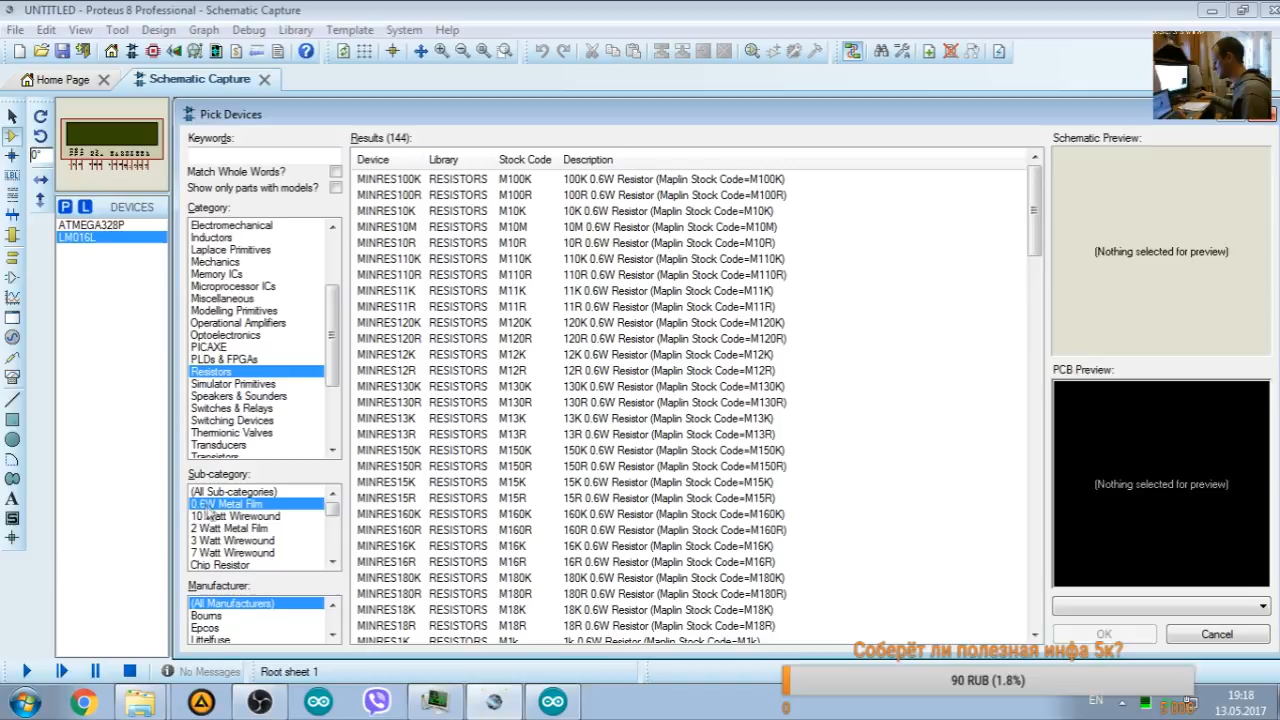 UNTITLED - Proteus 8 Professional - Schematic Capture
File Edit View Tool Design Graph Debug Library Template System Help
Home Page Schematic Capture
Pick Devices
Keywords:
Match Whole Words?
Show only parts with models?
Category:
Electromechanical
Inductors
Laplace Primitives
Mechanics
Memory ICs
Microprocessor ICs
Miscellaneous
Modelling Primitives
Operational Amplifiers
Optoelectronics
PICAXE
PLDs & FPGAs
Resistors
Simulator Primitives
Speakers & Sounders
Switches & Relays
Switching Devices
Thermionic Valves
Transducers
Transistors
Sub-category:
(All Sub-categories)
0.6W Metal Film
10 Watt Wirewound
2 Watt Metal Film
3 Watt Wirewound
7 Watt Wirewound
Chip Resistor
Manufacturer:
(All Manufacturers)
Bourns
Epcos
Littelfuse
Results (144):
Device Library Stock Code Description
MINRES100K RESISTORS M100K 100K 0.6W Resistor (Maplin Stock Code=M100K)
MINRES100R RESISTORS M100R 100R 0.6W Resistor (Maplin Stock Code=M100R)
MINRES10K RESISTORS M10K 10K 0.6W Resistor (Maplin Stock Code=M10K)
MINRES10M RESISTORS M10M 10M 0.6W Resistor (Maplin Stock Code=M10M)
MINRES10R RESISTORS M10R 10R 0.6W Resistor (Maplin Stock Code=M10R)
MINRES110K RESISTORS M110K 110K 0.6W Resistor (Maplin Stock Code=M110K)
MINRES110R RESISTORS M110R 110R 0.6W Resistor (Maplin Stock Code=M110R)
MINRES11K RESISTORS M11K 11K 0.6W Resistor (Maplin Stock Code=M11K)
MINRES11R RESISTORS M11R 11R 0.6W Resistor (Maplin Stock Code=M11R)
MINRES120K RESISTORS M120K 120K 0.6W Resistor (Maplin Stock Code=M120K)
MINRES120R RESISTORS M120R 120R 0.6W Resistor (Maplin Stock Code=M120R)
MINRES12K RESISTORS M12K 12K 0.6W Resistor (Maplin Stock Code=M12K)
MINRES12R RESISTORS M12R 12R 0.6W Resistor (Maplin Stock Code=M12R)
MINRES130K RESISTORS M130K 130K 0.6W Resistor (Maplin Stock Code=M130K)
MINRES130R RESISTORS M130R 130R 0.6W Resistor (Maplin Stock Code=M130R)
MINRES13K RESISTORS M13K 13K 0.6W Resistor (Maplin Stock Code=M13K)
MINRES13R RESISTORS M13R 13R 0.6W Resistor (Maplin Stock Code=M13R)
MINRES150K RESISTORS M150K 150K 0.6W Resistor (Maplin Stock Code=M150K)
MINRES150R RESISTORS M150R 150R 0.6W Resistor (Maplin Stock Code=M150R)
MINRES15K RESISTORS M15K 15K 0.6W Resistor (Maplin Stock Code=M15K)
MINRES15R RESISTORS M15R 15R 0.6W Resistor (Maplin Stock Code=M15R)
MINRES160K RESISTORS M160K 160K 0.6W Resistor (Maplin Stock Code=M160K)
MINRES160R RESISTORS M160R 160R 0.6W Resistor (Maplin Stock Code=M160R)
MINRES16K RESISTORS M16K 16K 0.6W Resistor (Maplin Stock Code=M16K)
MINRES16R RESISTORS M16R 16R 0.6W Resistor (Maplin Stock Code=M16R)
MINRES180K RESISTORS M180K 180K 0.6W Resistor (Maplin Stock Code=M180K)
MINRES180R RESISTORS M180R 180R 0.6W Resistor (Maplin Stock Code=M180R)
MINRES18K RESISTORS M18K 18K 0.6W Resistor (Maplin Stock Code=M18K)
MINRES18R RESISTORS M18R 18R 0.6W Resistor (Maplin Stock Code=M18R)
MINRES1K RESISTORS M1k 1k 0.6W Resistor (Maplin Stock Code=M1k)
Schematic Preview:
(Nothing selected for preview)
PCB Preview:
(Nothing selected for preview)
OK Cancel
0°
LBL
P L DEVICES
ATMEGA328P
LM016L
No Messages Root sheet 1
Соберёт ли полезная инфа 5к?
90 RUB (1.8%)
0
EN
19:18
13.05.2017